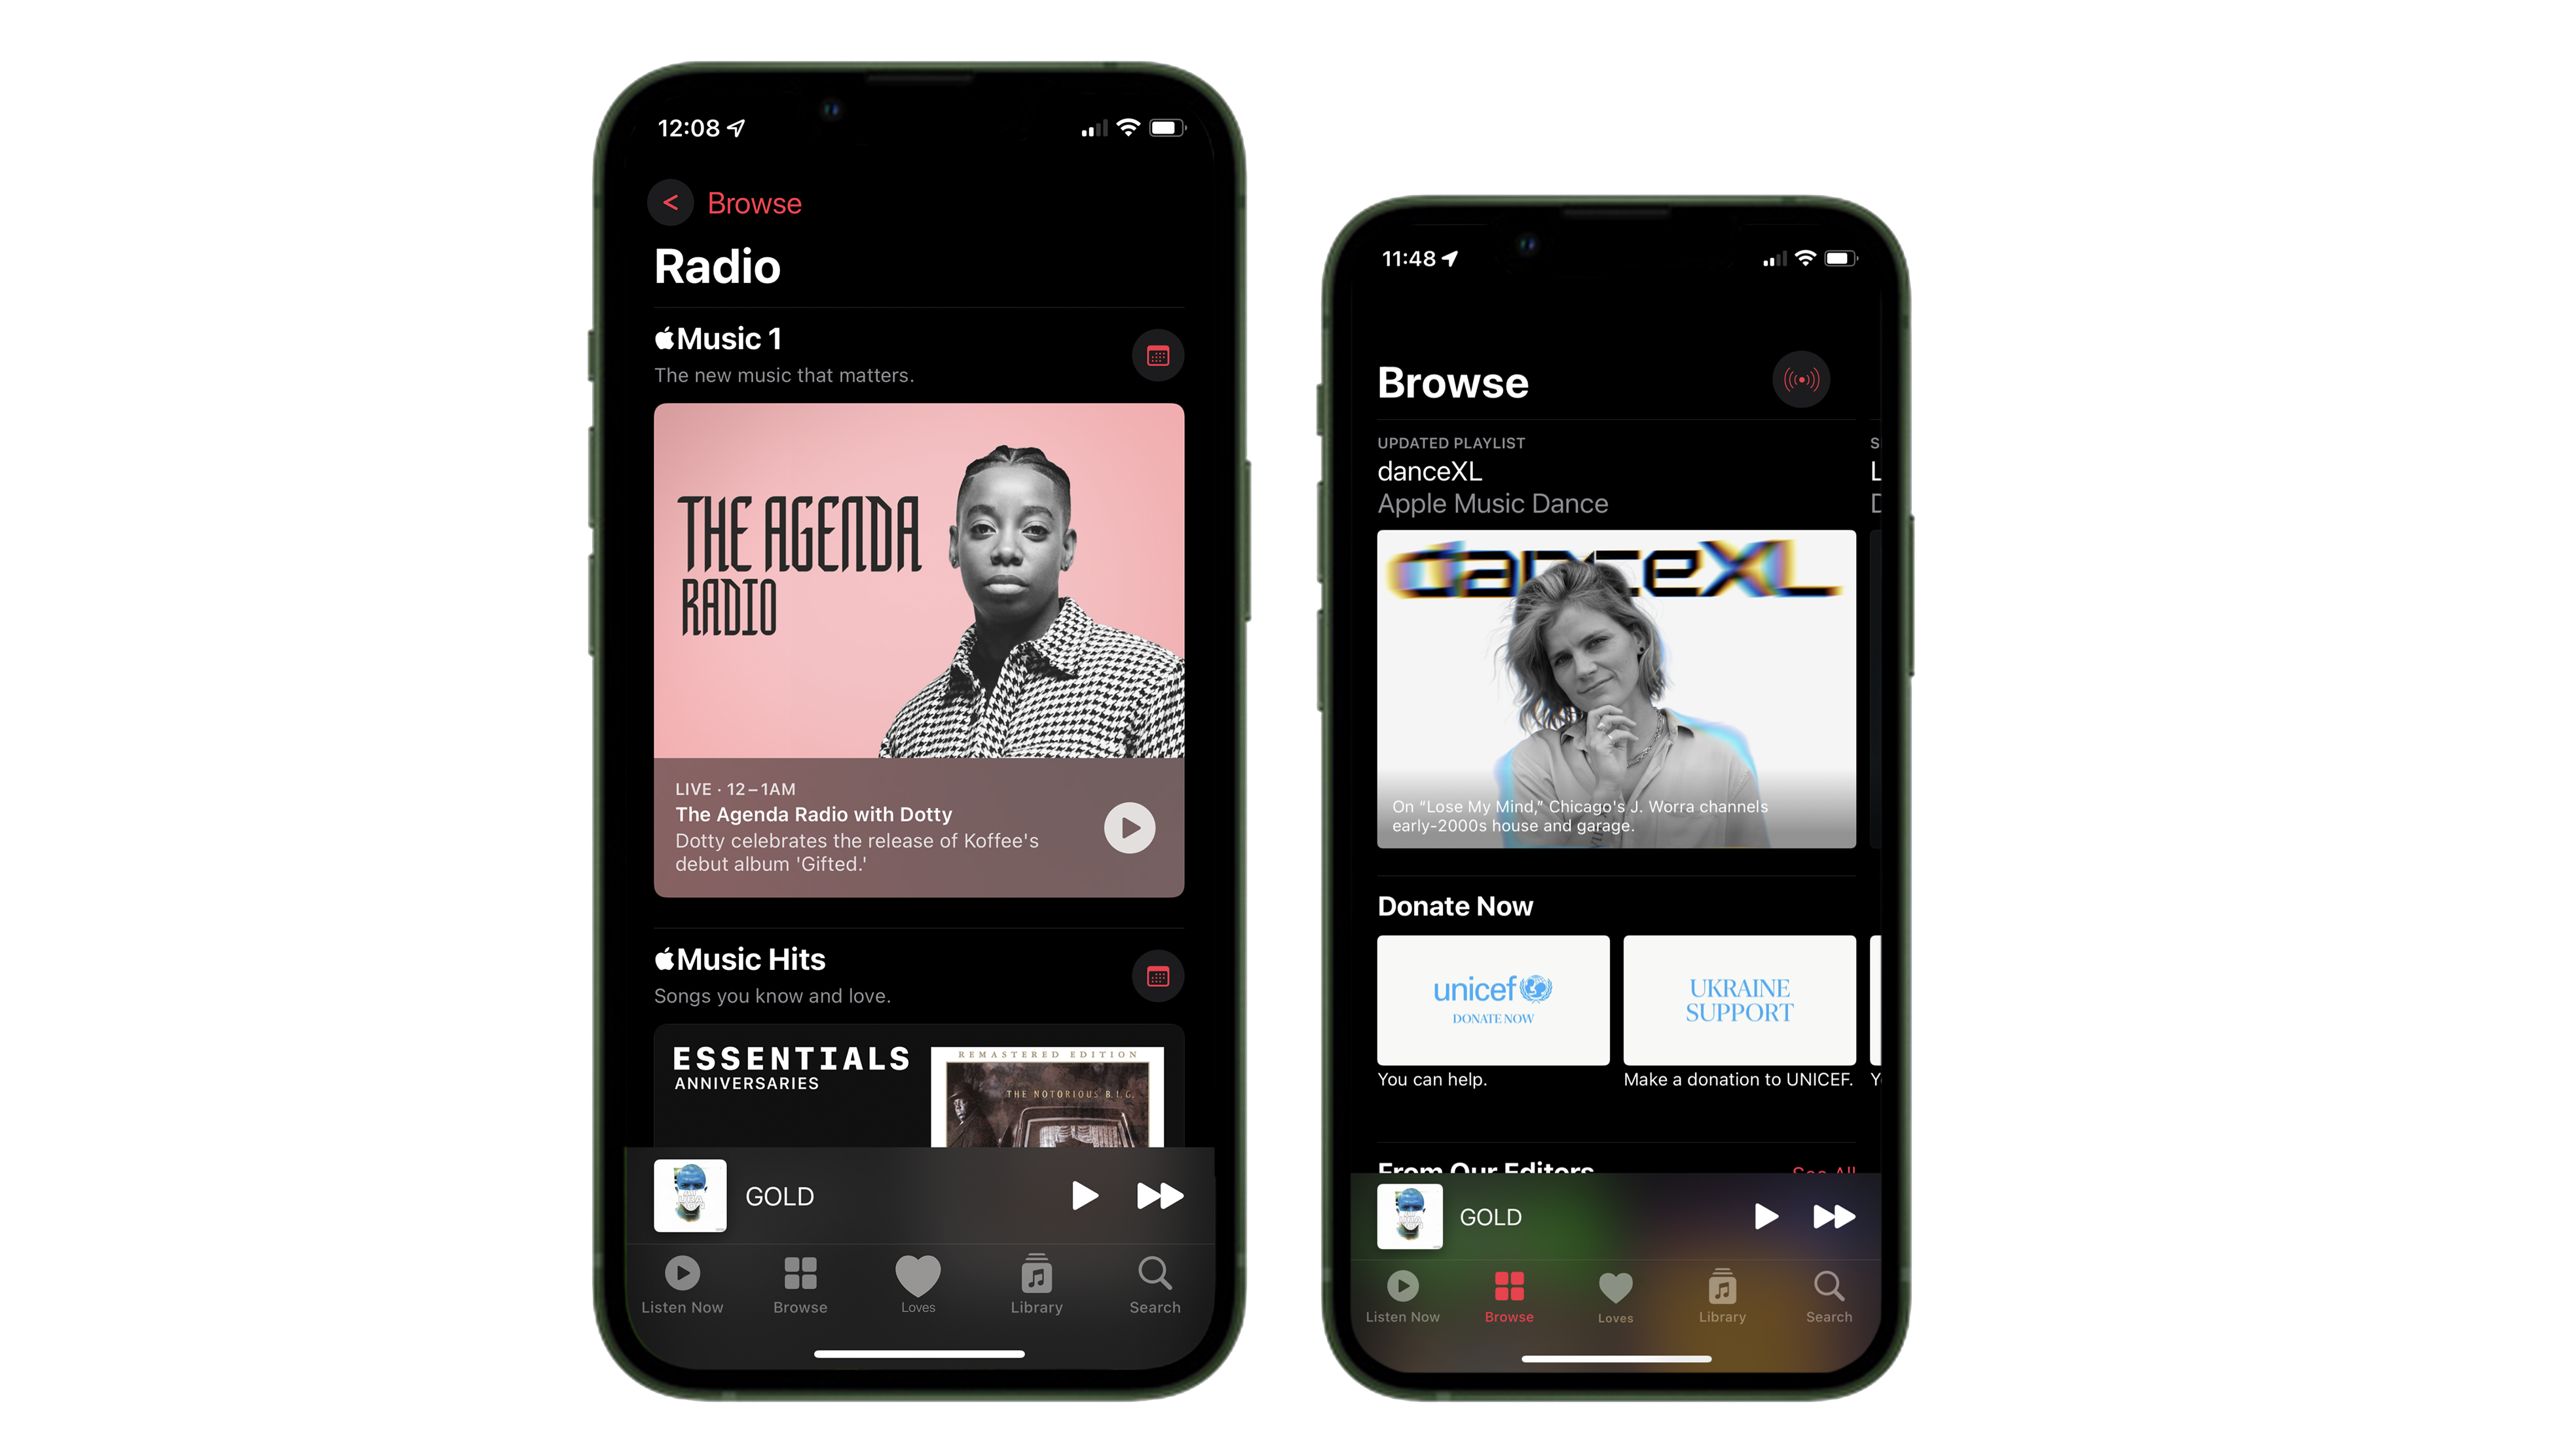 12:08
< Browse
Radio
Music 1
The new music that matters.
THE AGENDA
RADIO
LIVE · 12–1AM
The Agenda Radio with Dotty
Dotty celebrates the release of Koffee's
debut album 'Gifted.'
Music Hits
Songs you know and love.
ESSENTIALS
ANNIVERSARIES
REMASTERED EDITION
THE NOTORIOUS B.I.G.
GOLD
Listen Now
Browse
Loves
Library
Search
11:48
Browse
UPDATED PLAYLIST
danceXL
Apple Music Dance
danceXL
On “Lose My Mind,” Chicago's J. Worra channels
early-2000s house and garage.
Donate Now
unicef
DONATE NOW
You can help.
UKRAINE
SUPPORT
Make a donation to UNICEF.
From Our Editors
See All
GOLD
Listen Now
Browse
Loves
Library
Search